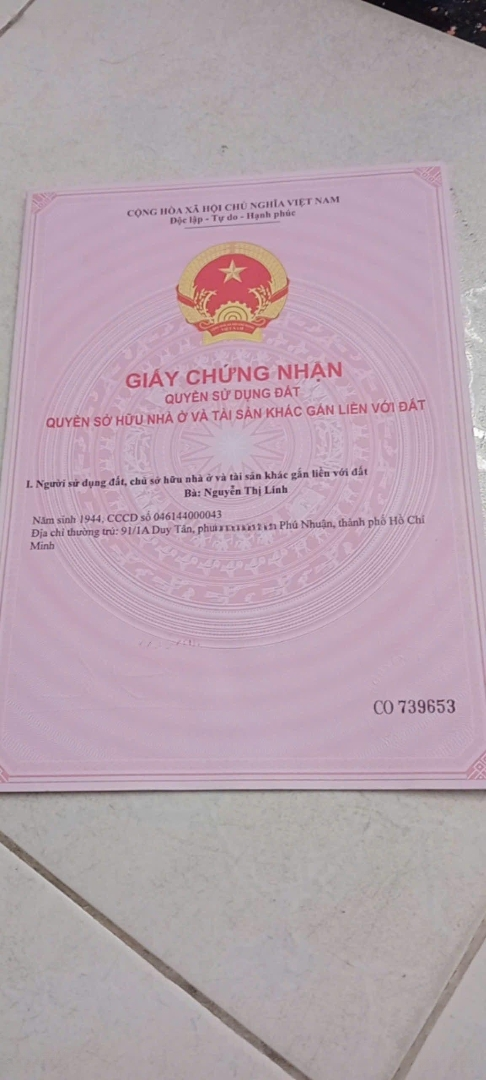 CỘNG HÒA XÃ HỘI CHỦ NGHĨA VIỆT NAM
Độc lập - Tự do - Hạnh phúc
GIẤY CHỨNG NHẬN
QUYỀN SỬ DỤNG ĐẤT
QUYỀN SỞ HỮU NHÀ Ở VÀ TÀI SẢN KHÁC GẮN LIỀN VỚI ĐẤT
I. Người sử dụng đất, chủ sở hữu nhà ở và tài sản khác gắn liền với đất
Bà: Nguyễn Thị Lính
Năm sinh 1944, CCCD số 046144000043
Địa chỉ thường trú: 91/1A Duy Tân, Phú Nhuận, thành phố Hồ Chí
Minh
CO 739653